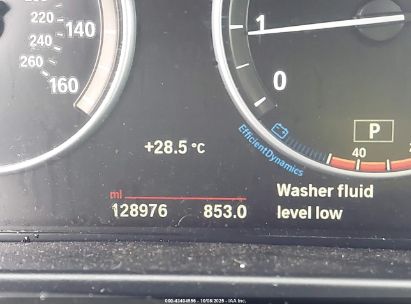 140
220
240
260
160
1
0
+28.5 °C
EfficientDynamics
P
40
mi
128976 853.0
Washer fluid
level low